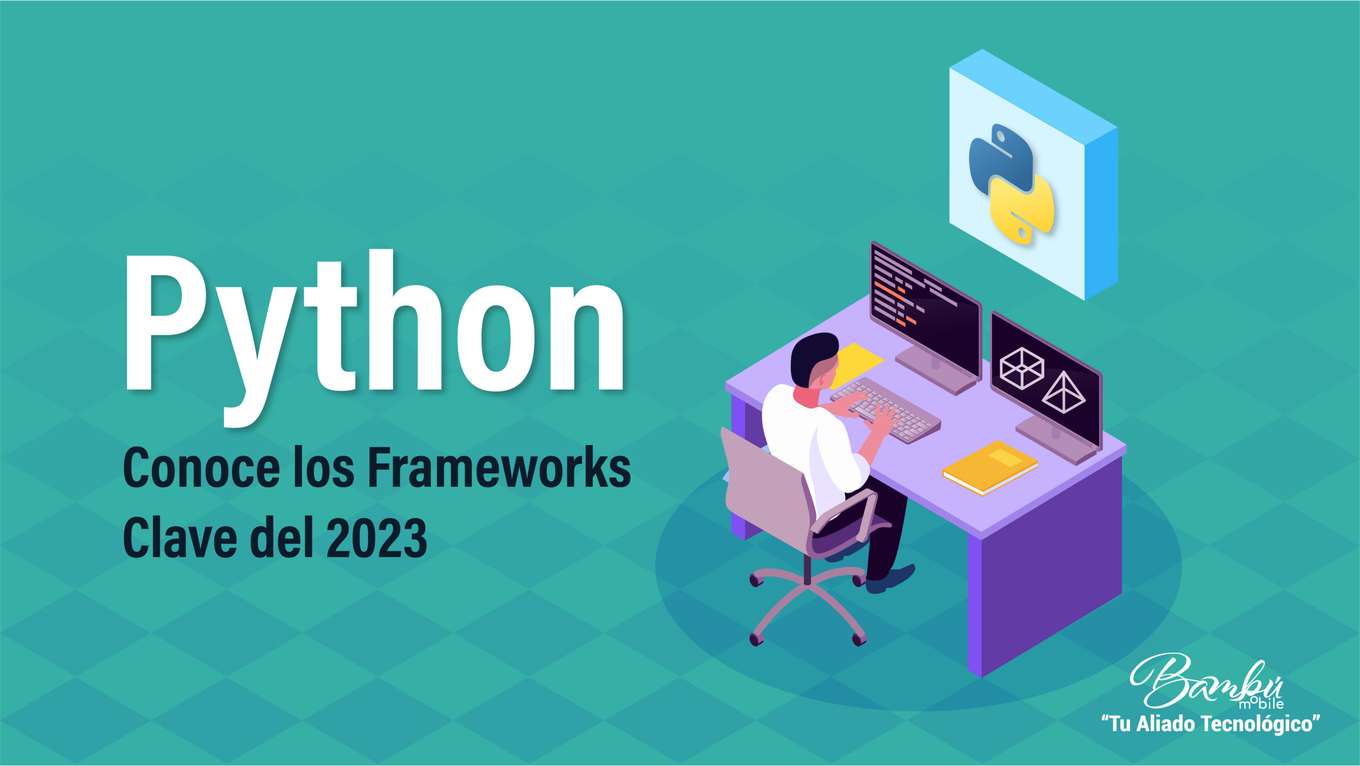 Python
Conoce los Frameworks
Clave del 2023
Bambú
mobile
“Tu Aliado Tecnológico”